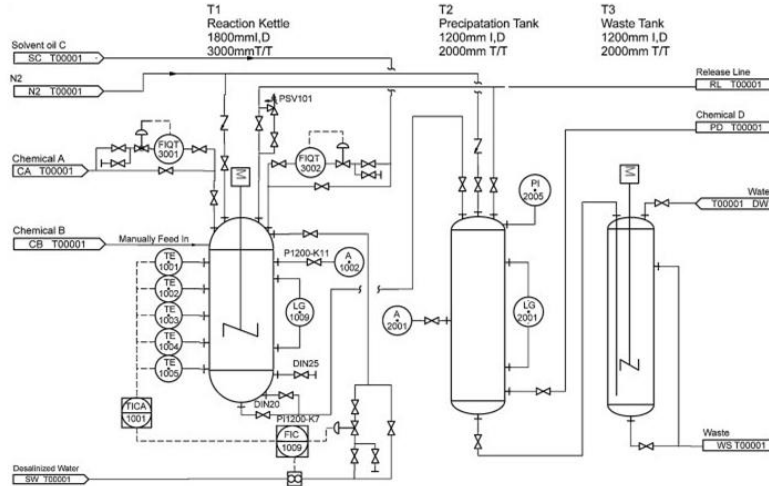 T1
Reaction Kettle
1800mmI,D
3000mmT/T
T2
Precipatation Tank
1200mm I,D
2000mm T/T
T3
Waste Tank
1200mm I,D
2000mm T/T
Solvent oil C
SC T00001
N2
N2 T00001
Release Line
RL T00001
PSV101
Chemical D
PD T00001
FIQT
3001
FIQT
3002
Chemical A
CA T00001
M
M
PI
2005
Water
T00001 DW
Chemical B
CB T00001
Manually Feed In
P1200-K11
A
1002
TE
1001
TE
1002
TE
1003
TE
1004
TE
1005
LG
1009
A
2001
LG
2001
DIN25
DIN20
PI1200-K7
TICA
1001
FIC
1009
Waste
WS T00001
Desalinized Water
SW T00001